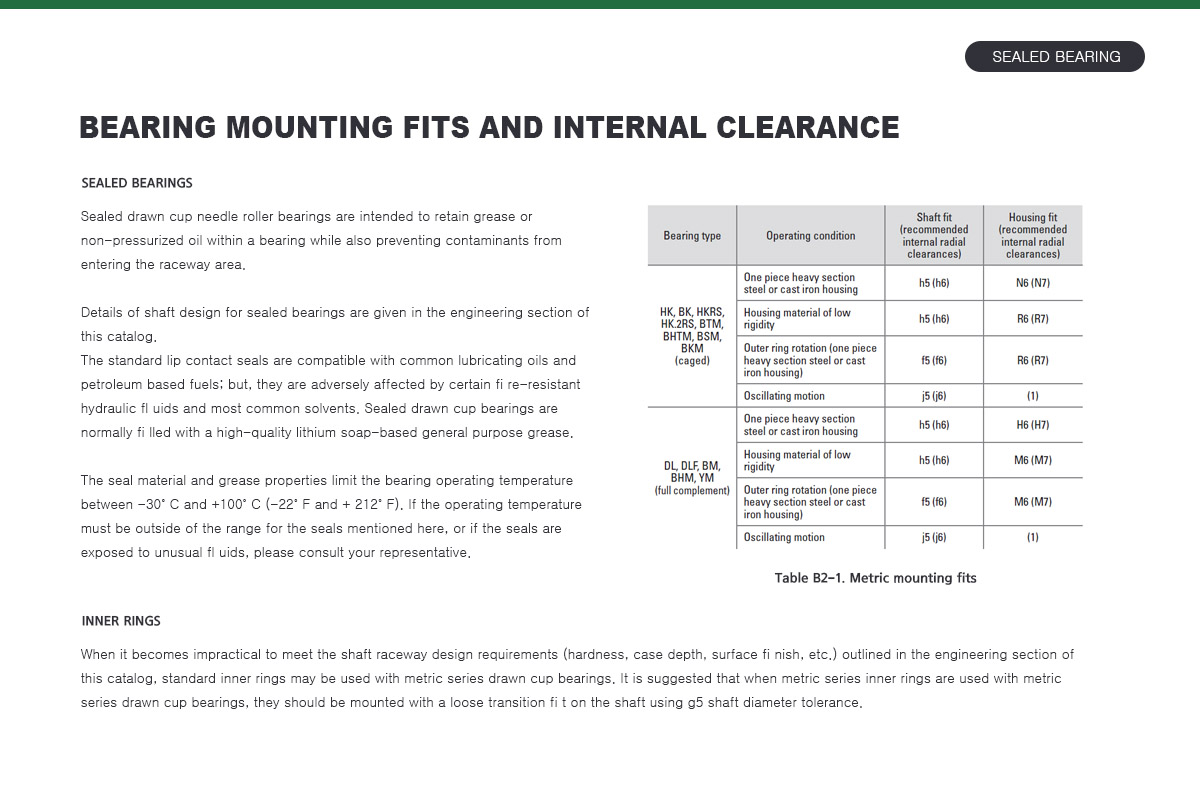 SEALED BEARING
BEARING MOUNTING FITS AND INTERNAL CLEARANCE
SEALED BEARINGS
Sealed drawn cup needle roller bearings are intended to retain grease or
non-pressurized oil within a bearing while also preventing contaminants from
entering the raceway area.
Details of shaft design for sealed bearings are given in the engineering section of
this catalog.
The standard lip contact seals are compatible with common lubricating oils and
petroleum based fuels; but, they are adversely affected by certain fi re-resistant
hydraulic fl uids and most common solvents. Sealed drawn cup bearings are
normally fi lled with a high-quality lithium soap-based general purpose grease.
The seal material and grease properties limit the bearing operating temperature
between -30° C and +100° C (-22° F and + 212° F). If the operating temperature
must be outside of the range for the seals mentioned here, or if the seals are
exposed to unusual fl uids, please consult your representative.
Bearing type
Operating condition
Shaft fit
(recommended
internal radial
clearances)
Housing fit
(recommended
internal radial
clearances)
HK, BK, HKRS,
HK.2RS, BTM,
BHTM, BSM,
BKM
(caged)
One piece heavy section
steel or cast iron housing
h5 (h6)
N6 (N7)
Housing material of low
rigidity
h5 (h6)
R6 (R7)
Outer ring rotation (one piece
heavy section steel or cast
iron housing)
f5 (f6)
R6 (R7)
Oscillating motion
j5 (j6)
(1)
DL, DLF, BM,
BHM, YM
(full complement)
One piece heavy section
steel or cast iron housing
h5 (h6)
H6 (H7)
Housing material of low
rigidity
h5 (h6)
M6 (M7)
Outer ring rotation (one piece
heavy section steel or cast
iron housing)
f5 (f6)
M6 (M7)
Oscillating motion
j5 (j6)
(1)
Table B2-1. Metric mounting fits
INNER RINGS
When it becomes impractical to meet the shaft raceway design requirements (hardness, case depth, surface fi nish, etc.) outlined in the engineering section of
this catalog, standard inner rings may be used with metric series drawn cup bearings. It is suggested that when metric series inner rings are used with metric
series drawn cup bearings, they should be mounted with a loose transition fi t on the shaft using g5 shaft diameter tolerance.